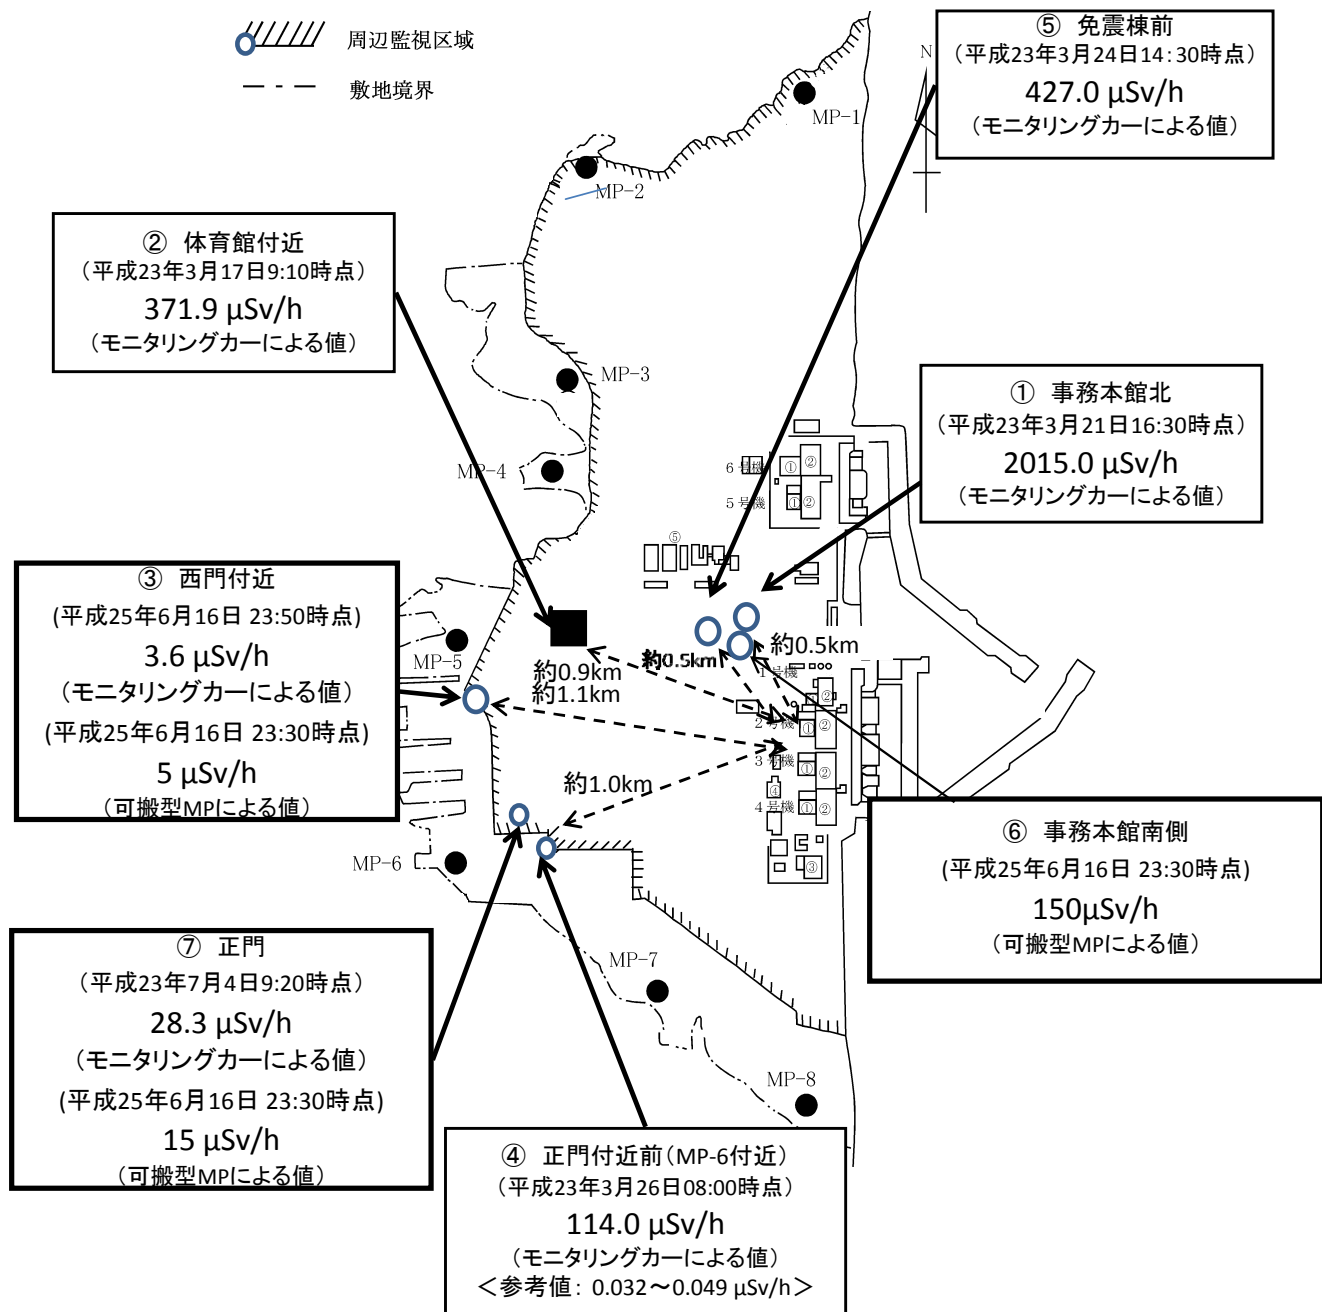 周辺監視区域
敷地境界
⑤ 免震棟前
(平成23年3月24日14:30時点)
427.0 μSv/h
(モニタリングカーによる値)
N
MP-1
MP-2
② 体育館付近
(平成23年3月17日9:10時点)
371.9 μSv/h
(モニタリングカーによる値)
MP-3
MP-4
① 事務本館北
(平成23年3月21日16:30時点)
2015.0 μSv/h
(モニタリングカーによる値)
6号機
①
②
5号機
①
②
⑤
③ 西門付近
(平成25年6月16日 23:50時点)
3.6 μSv/h
(モニタリングカーによる値)
(平成25年6月16日 23:30時点)
5 μSv/h
(可搬型MPによる値)
MP-5
約0.9km
約1.1km
約0.5km
約0.5km
1号機
②
2号機
①
②
3号機
①
②
④
4号機
①
②
③
約1.0km
MP-6
⑥ 事務本館南側
(平成25年6月16日 23:30時点)
150μSv/h
(可搬型MPによる値)
⑦ 正門
(平成23年7月4日9:20時点)
28.3 μSv/h
(モニタリングカーによる値)
(平成25年6月16日 23:30時点)
15 μSv/h
(可搬型MPによる値)
MP-7
MP-8
④ 正門付近前(MP-6付近)
(平成23年3月26日08:00時点)
114.0 μSv/h
(モニタリングカーによる値)
<参考値: 0.032~0.049 μSv/h>